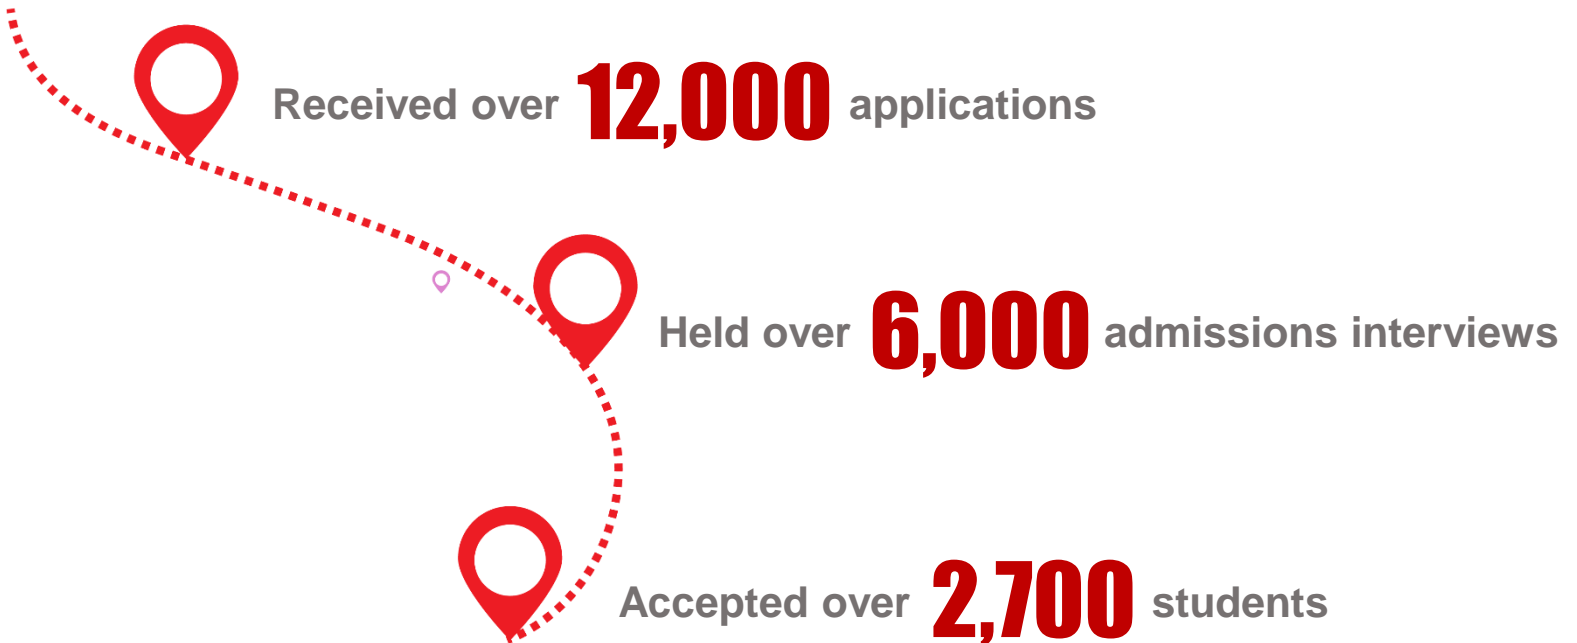 Received over 12,000 applications
Held over 6,000 admissions interviews
Accepted over 2,700 students